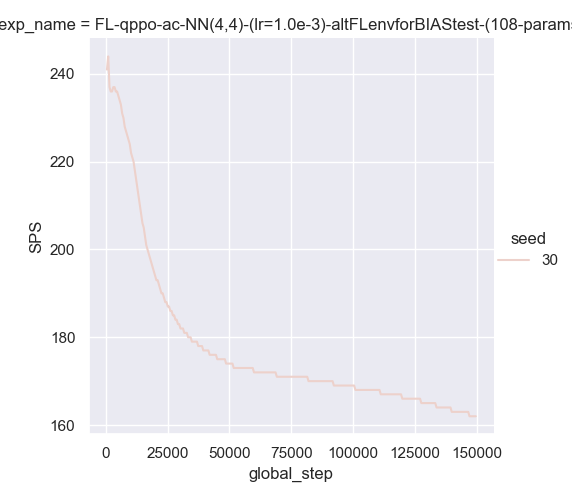 exp_name = FL-qppo-ac-NN(4,4)-(lr=1.0e-3)-altFLenvforBIAStest-(108-params
240
220
200
180
160
SPS
0 25000 50000 75000 100000 125000 150000
global_step
seed
30